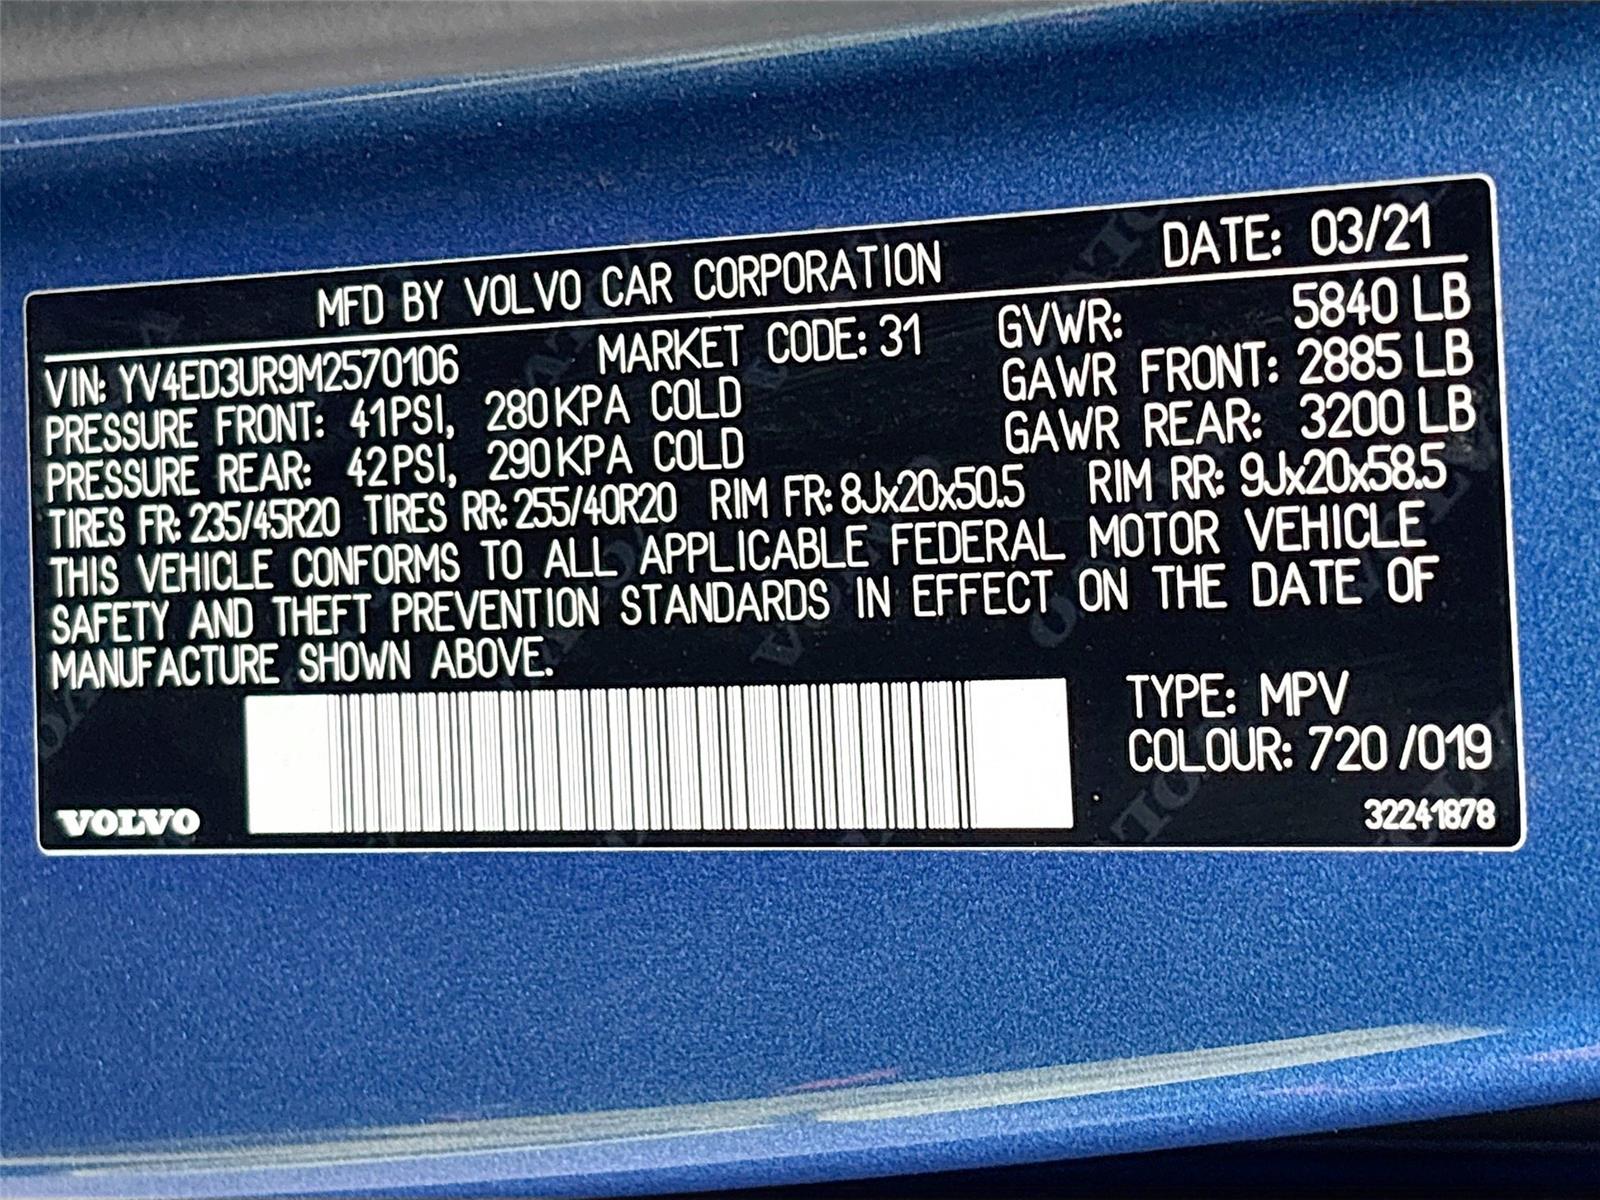 MFD BY VOLVO CAR CORPORATION DATE: 03/21
VIN: YV4ED3UR9M2570106 MARKET CODE: 31 GVWR: 5840 LB
PRESSURE FRONT: 41PSI, 280KPA COLD GAWR FRONT: 2885 LB
PRESSURE REAR: 42PSI, 290KPA COLD GAWR REAR: 3200 LB
TIRES FR: 235/45R20 TIRES RR: 255/40R20 RIM FR: 8Jx20x50.5 RIM RR: 9Jx20x58.5
THIS VEHICLE CONFORMS TO ALL APPLICABLE FEDERAL MOTOR VEHICLE
SAFETY AND THEFT PREVENTION STANDARDS IN EFFECT ON THE DATE OF
MANUFACTURE SHOWN ABOVE.
TYPE: MPV
COLOUR: 720/019
VOLVO 32241878